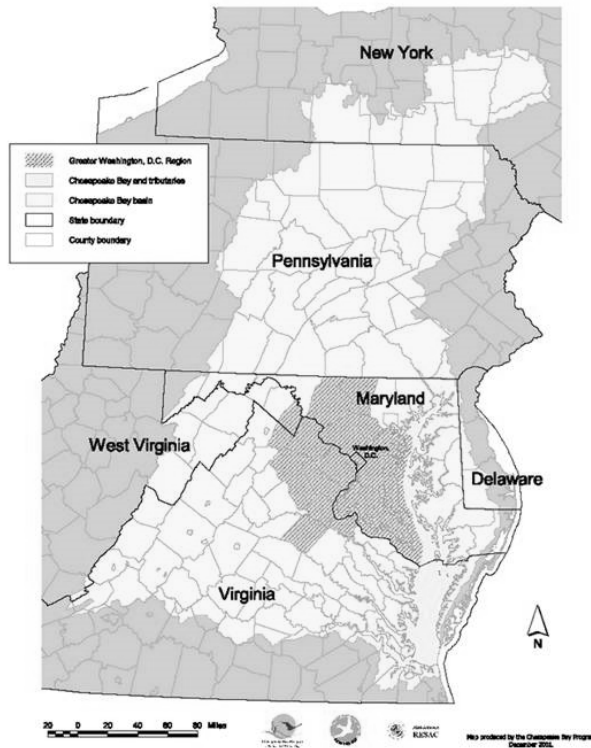 New York
Greater Washington, D.C. Region
Chesapeake Bay and tributaries
Chesapeake Bay basin
State boundary
County boundary
Pennsylvania
Maryland
West Virginia
Washington,
D.C.
Delaware
Virginia
N
20 0 20 40 60 80 Miles
RESAC
Map produced by the Chesapeake Bay Program
December 2002.